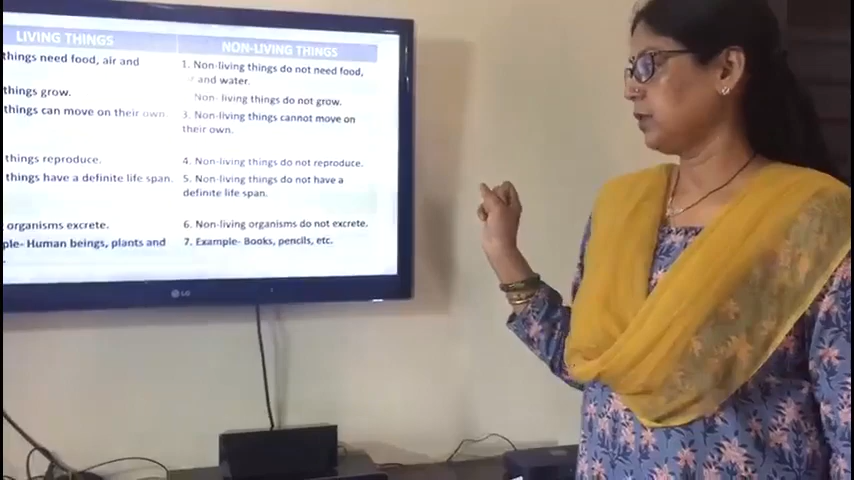 LIVING THINGS
things need food, air and
things grow.
things can move on their own.
things reproduce.
things have a definite life span.
organisms excrete.
ple- Human beings, plants and
NON-LIVING THINGS
1. Non-living things do not need food,
and water.
Non- living things do not grow.
3. Non-living things cannot move on
their own.
4. Non-living things do not reproduce.
5. Non-living things do not have a
definite life span.
6. Non-living organisms do not excrete.
7. Example- Books, pencils, etc.
LG